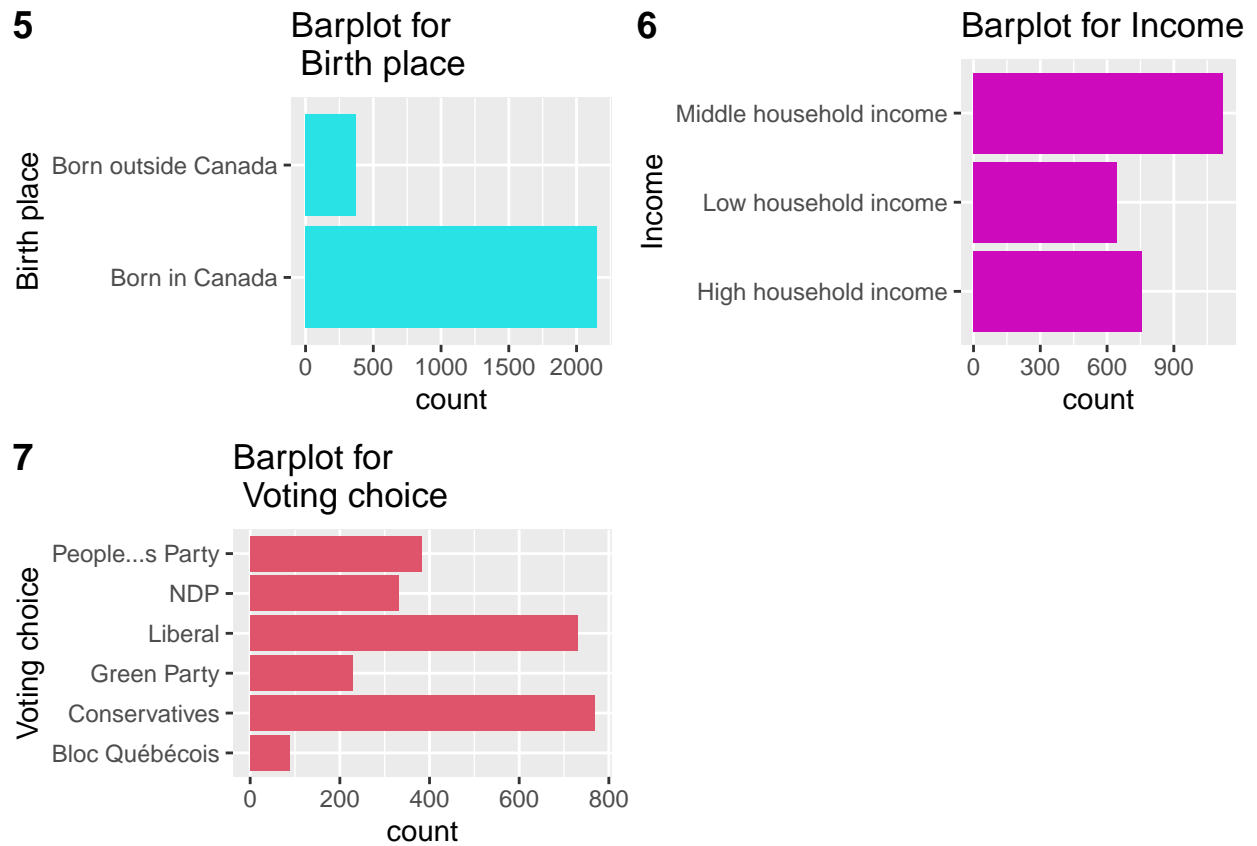 5
Barplot for
Birth place
Birth place
Born outside Canada
Born in Canada
0 500 1000 1500 2000
count
6
Barplot for Income
Income
Middle household income
Low household income
High household income
0 300 600 900
count
7
Barplot for
Voting choice
Voting choice
People...s Party
NDP
Liberal
Green Party
Conservatives
Bloc Québécois
0 200 400 600 800
count